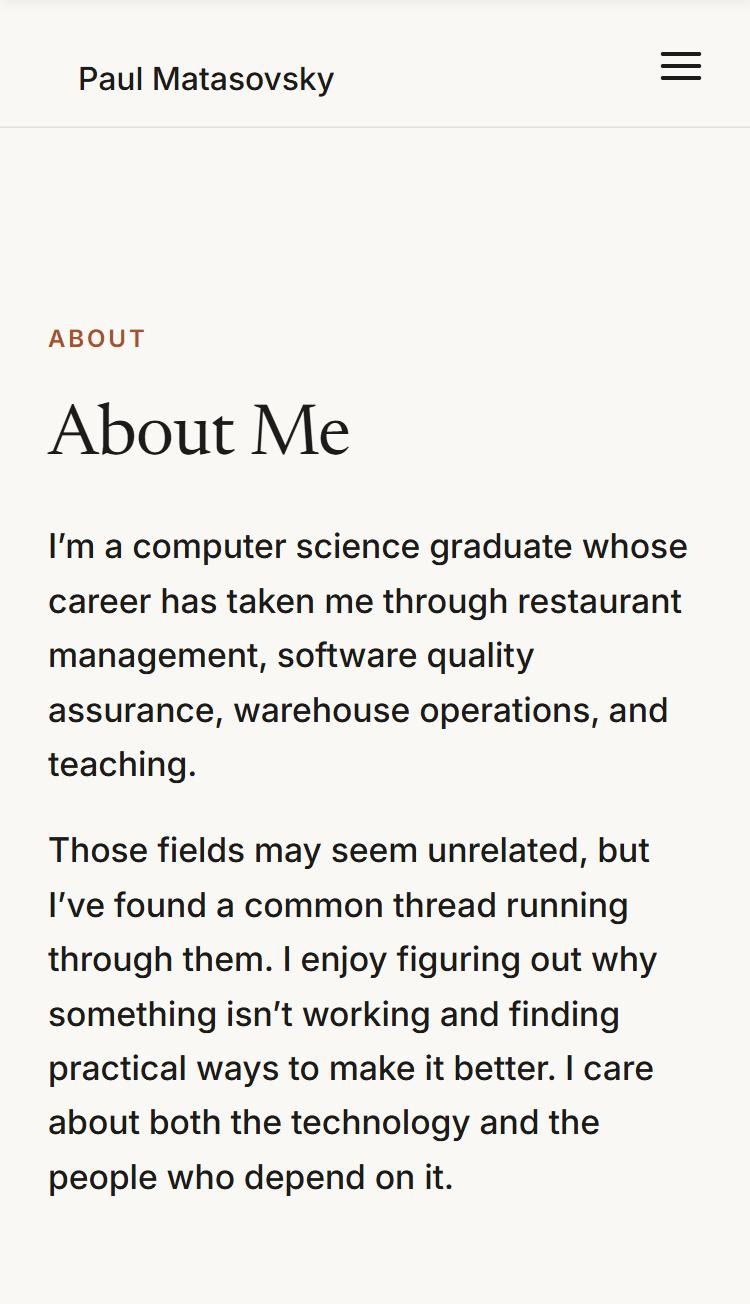 Paul Matasovsky
ABOUT
About Me
I’m a computer science graduate whose
career has taken me through restaurant
management, software quality
assurance, warehouse operations, and
teaching.
Those fields may seem unrelated, but
I’ve found a common thread running
through them. I enjoy figuring out why
something isn’t working and finding
practical ways to make it better. I care
about both the technology and the
people who depend on it.